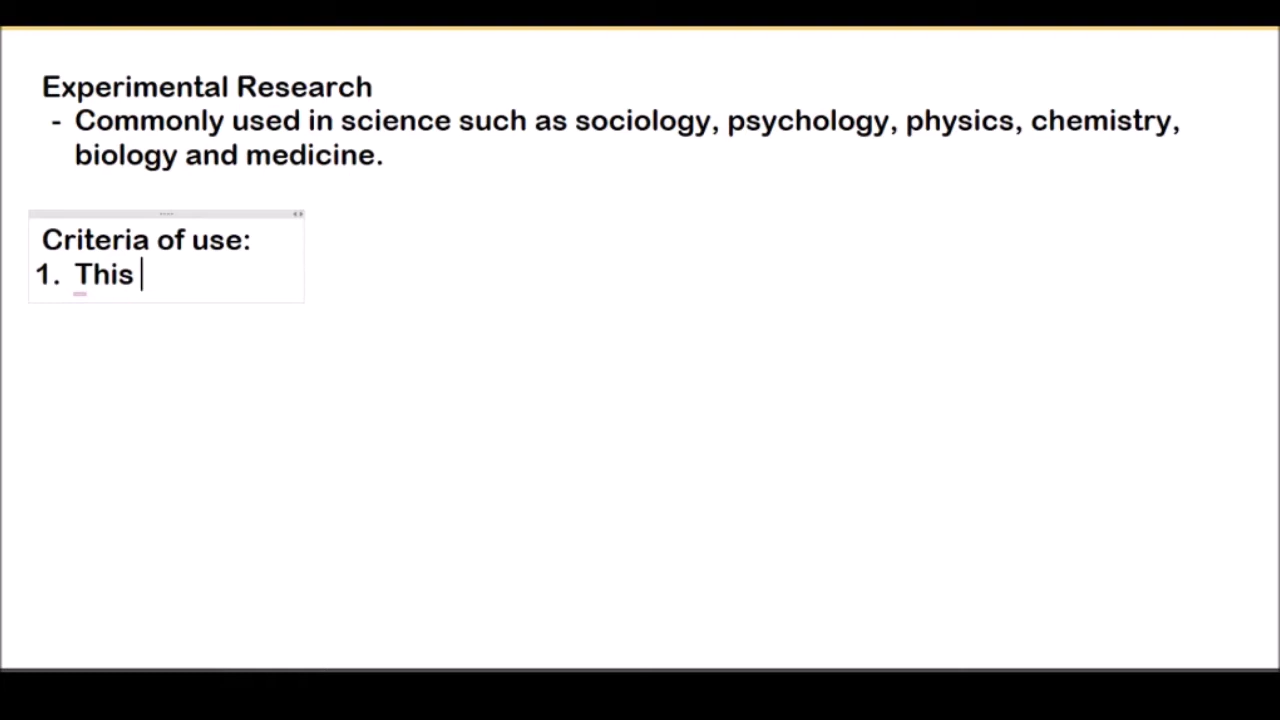 Experimental Research
- Commonly used in science such as sociology, psychology, physics, chemistry,
biology and medicine.
Criteria of use:
1. This